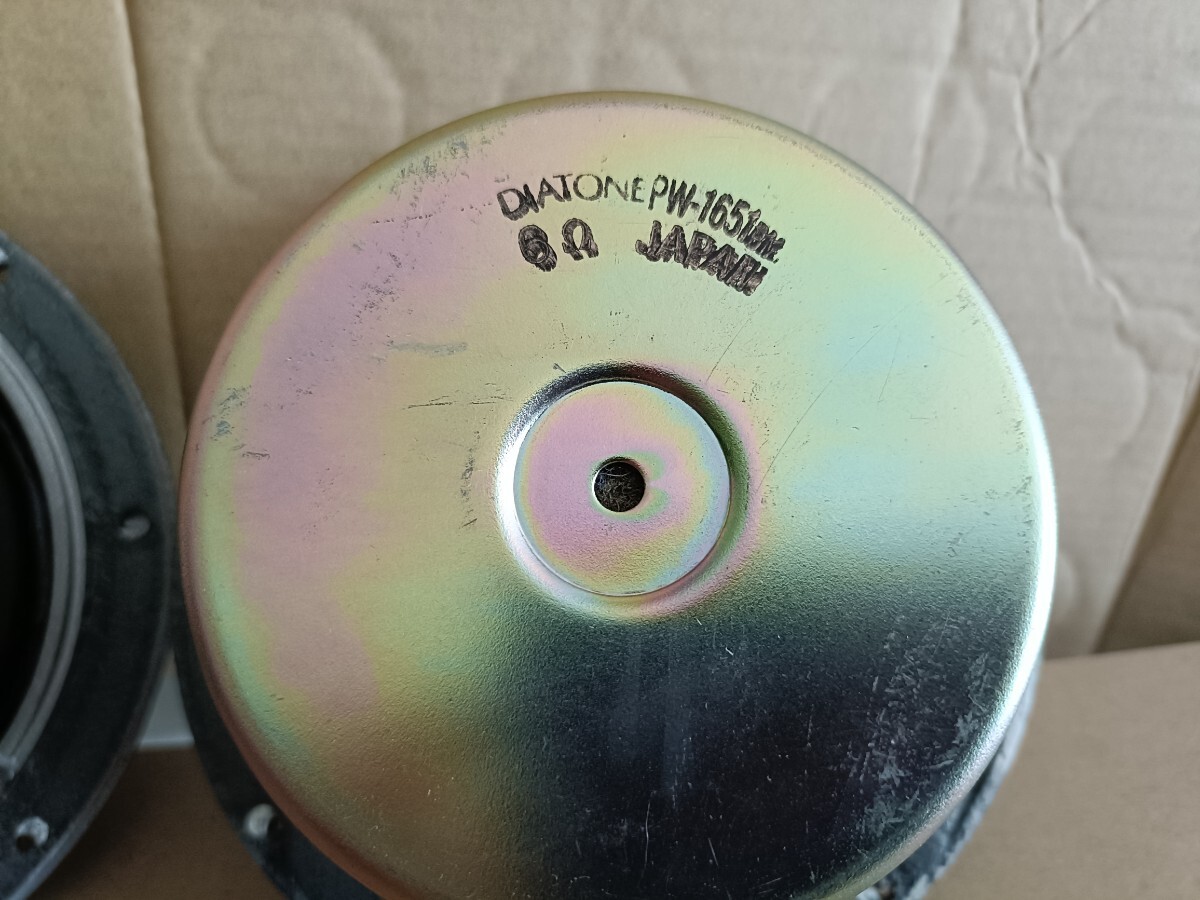 DIATONE PW-1651
6Ω JAPAN